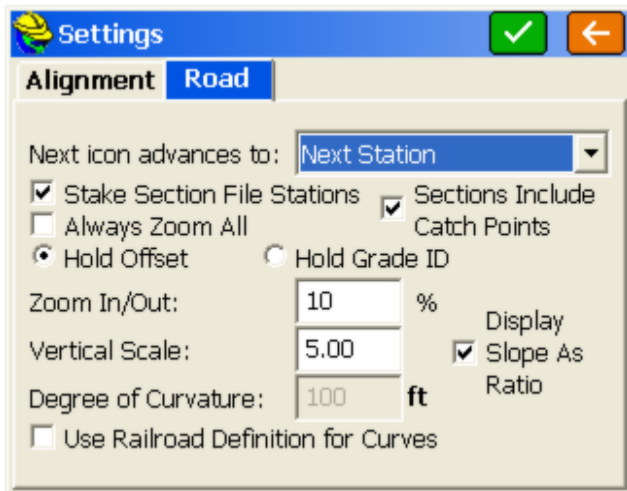 Settings
Alignment Road
Next icon advances to: Next Station
Stake Section File Stations
Sections Include
Catch Points
Always Zoom All
Hold Offset Hold Grade ID
Zoom In/Out: 10 %
Vertical Scale: 5.00
Display
Slope As
Ratio
Degree of Curvature: 100 ft
Use Railroad Definition for Curves